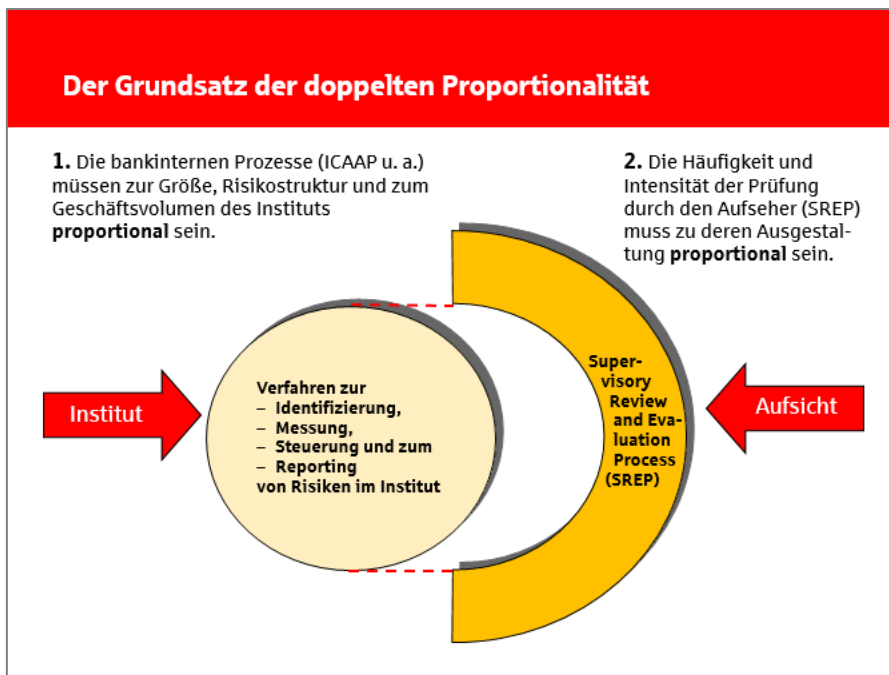 Der Grundsatz der doppelten Proportionalität
1. Die bankinternen Prozesse (ICAAP u. a.)
müssen zur Größe, Risikostruktur und zum
Geschäftsvolumen des Instituts
proportional sein.
2. Die Häufigkeit und
Intensität der Prüfung
durch den Aufseher (SREP)
muss zu deren Ausgestal-
tung proportional sein.
Institut
Verfahren zur
– Identifizierung,
– Messung,
– Steuerung und zum
– Reporting
von Risiken im Institut
Super-
visory
Review
and Eva-
luation
Process
(SREP)
Aufsicht